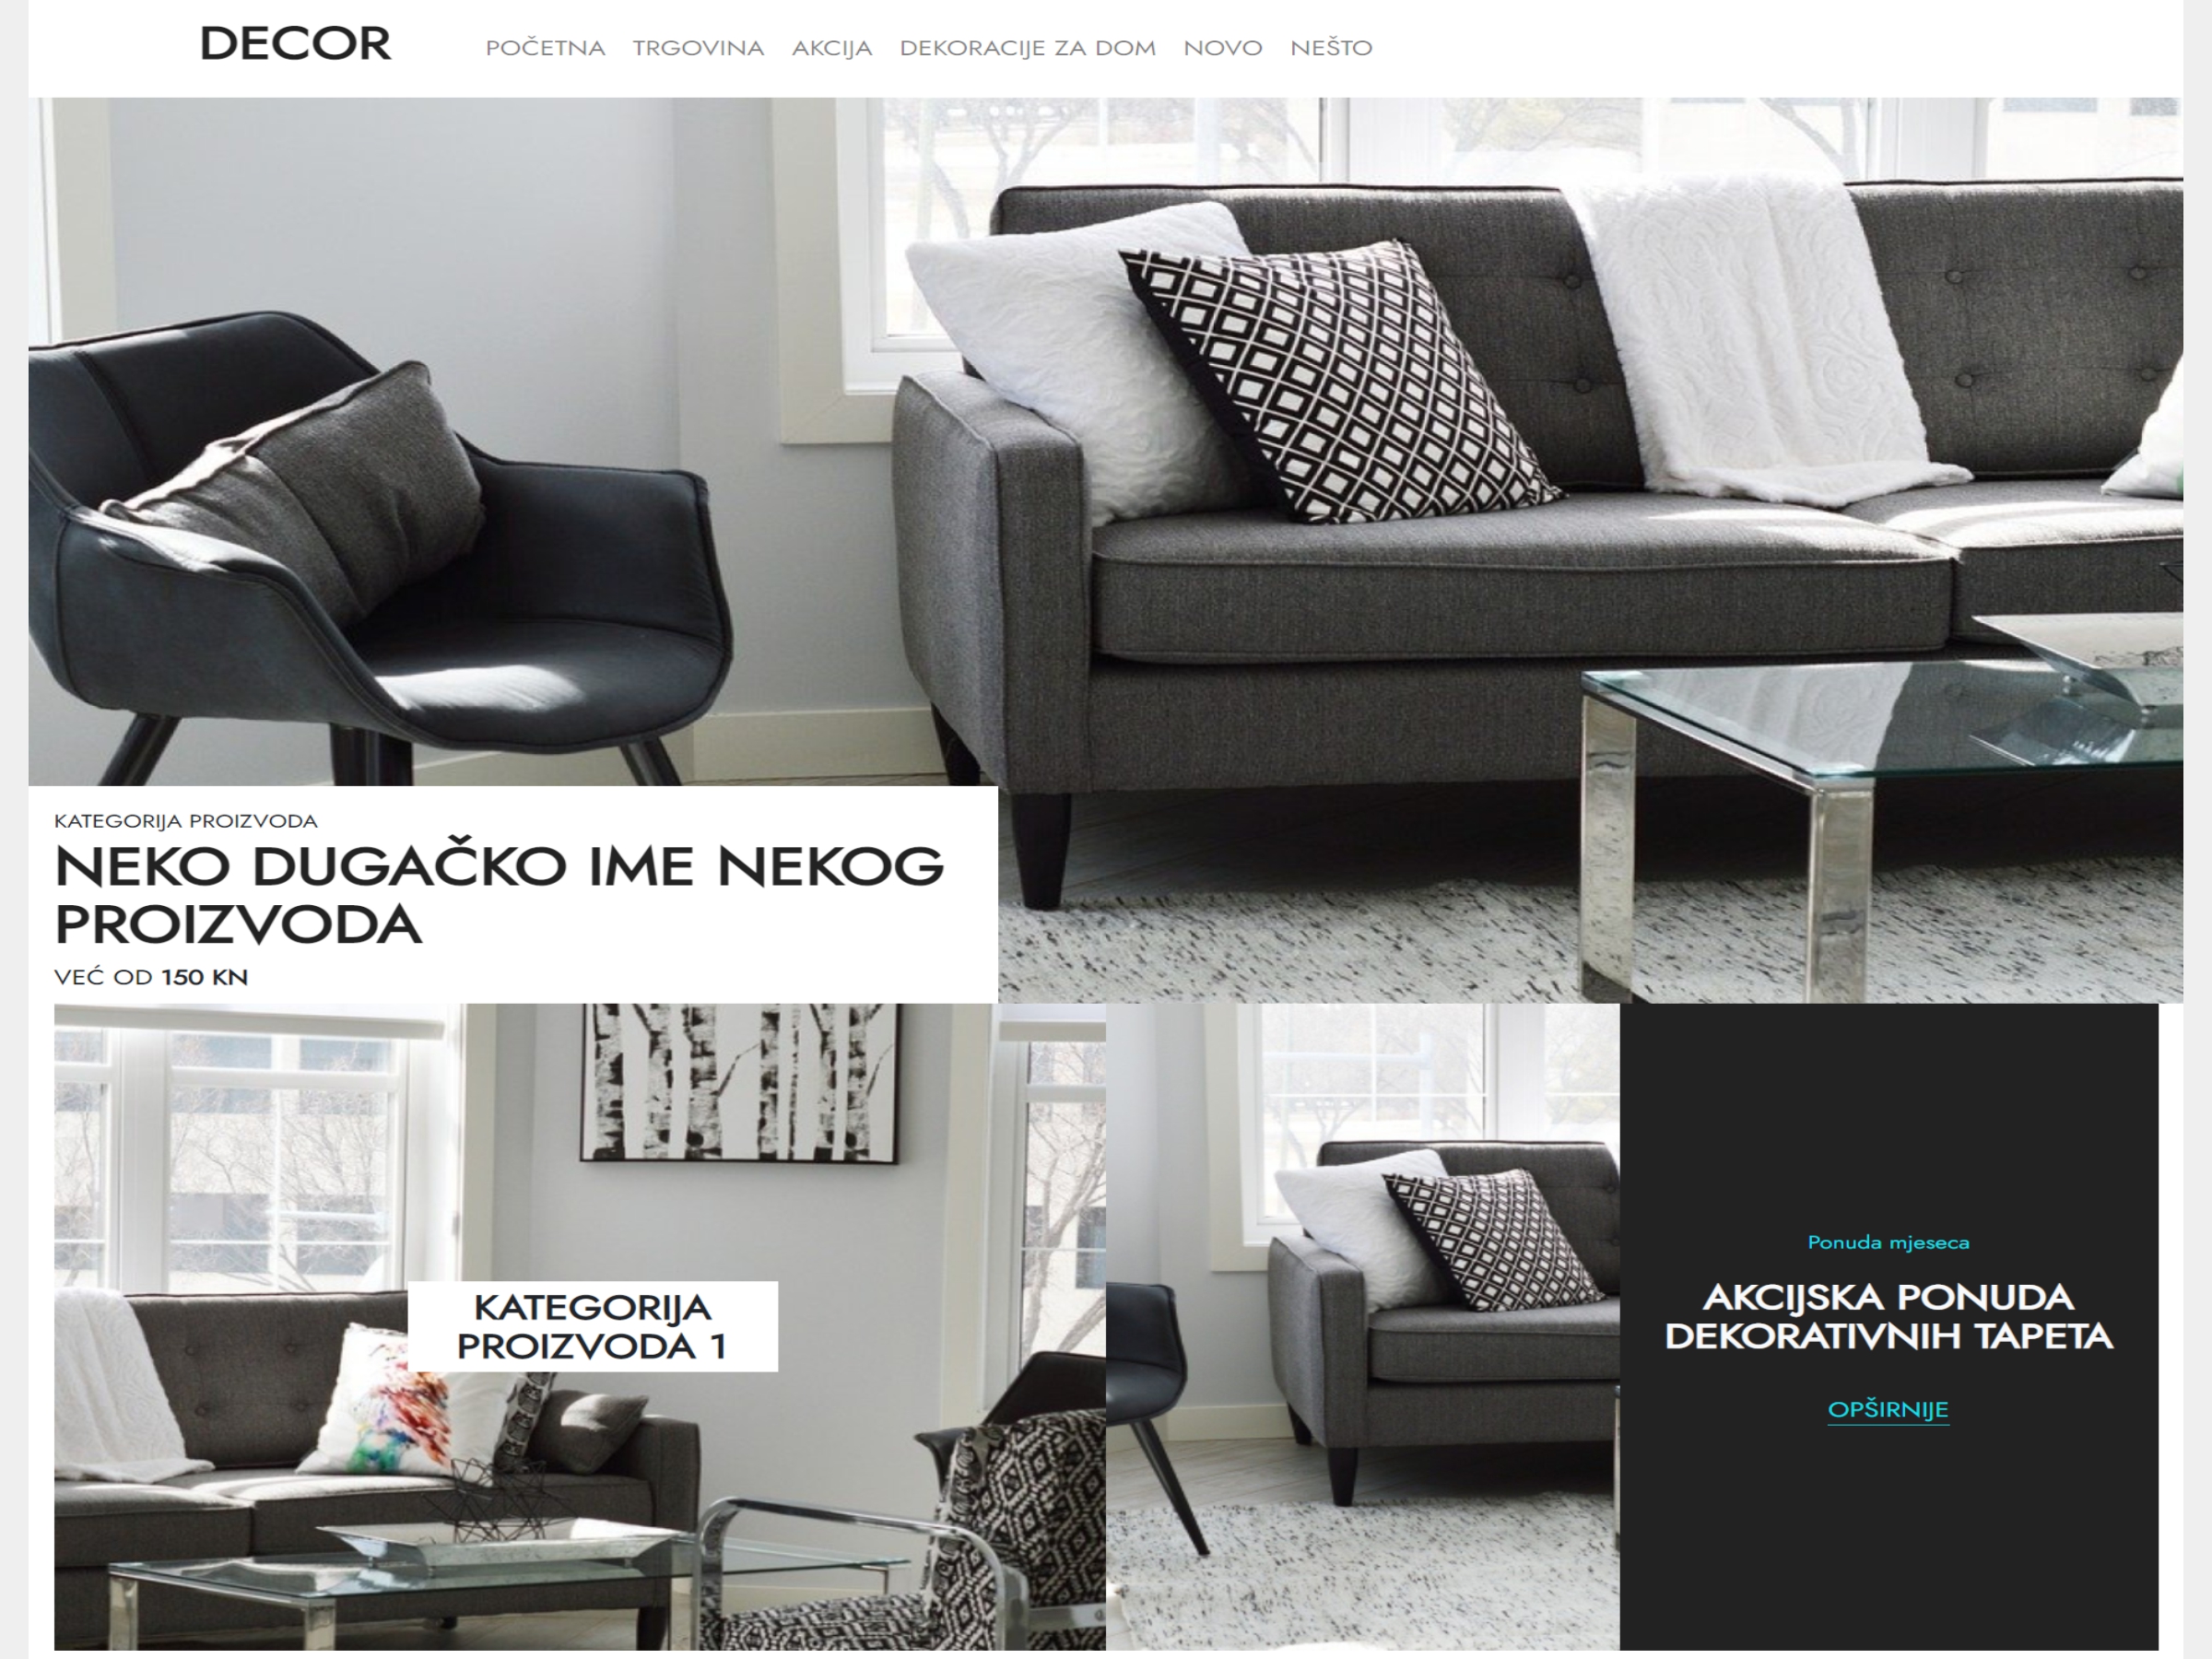 DECOR
POČETNA TRGOVINA AKCIJA DEKORACIJE ZA DOM NOVO NEŠTO
KATEGORIJA PROIZVODA
NEKO DUGAČKO IME NEKOG
PROIZVODA
VEĆ OD 150 KN
KATEGORIJA
PROIZVODA 1
Ponuda mjeseca
AKCIJSKA PONUDA
DEKORATIVNIH TAPETA
OPŠIRNIJE